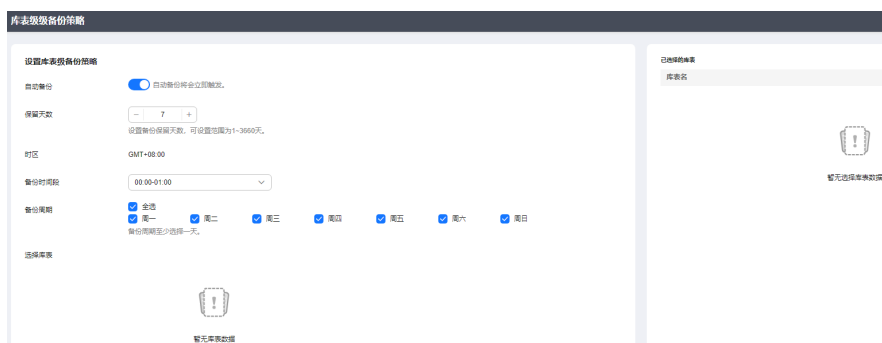 库表级级备份策略
设置库表级备份策略
自动备份 自动备份将会立即触发。
保留天数 − 7 +
设置备份保留天数，可设置范围为1~3660天。
时区 GMT+08:00
备份时间段 00:00-01:00
备份周期 全选
周一 周二 周三 周四 周五 周六 周日
备份周期至少选择一天。
选择库表
暂无库表数据
已选择的库表
库表名
暂无选择库表数据